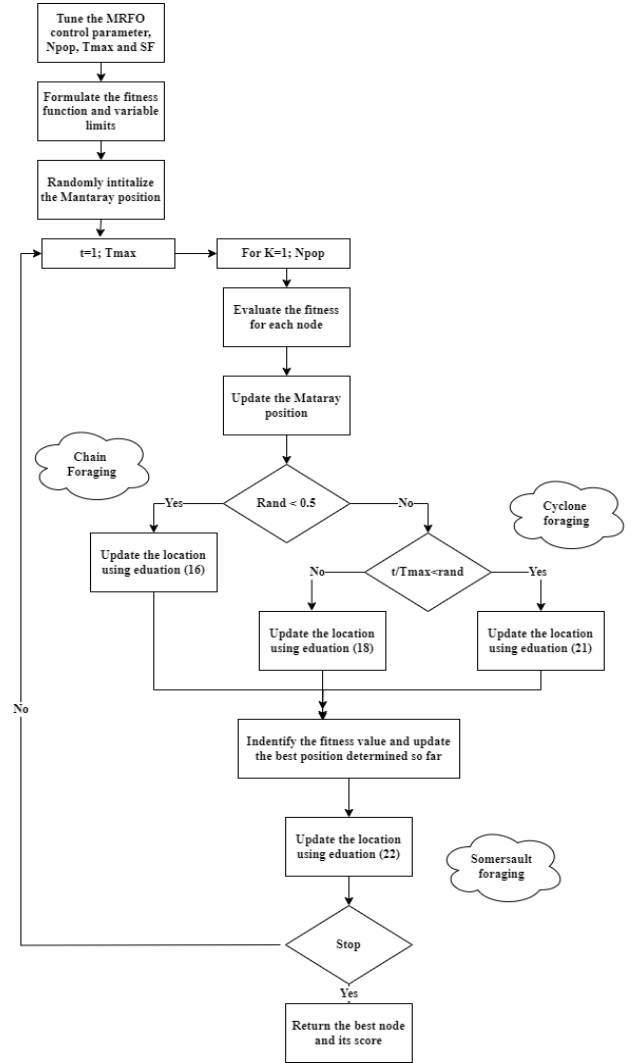 Tune the MRFO
control parameter,
Npop, Tmax and SF
Formulate the fitness
function and variable
limits
Randomly intitalize
the Mantaray position
t=1; Tmax
For K=1; Npop
Evaluate the fitness
for each node
Update the Mataray
position
Chain
Foraging
Rand < 0.5
Yes
No
Cyclone
foraging
Update the location
using eduation (16)
t/Tmax<rand
No
Yes
Update the location
using eduation (18)
Update the location
using eduation (21)
No
Indentify the fitness value and update
the best position determined so far
Update the location
using eduation (22)
Somersault
foraging
Stop
Yes
Return the best node
and its score